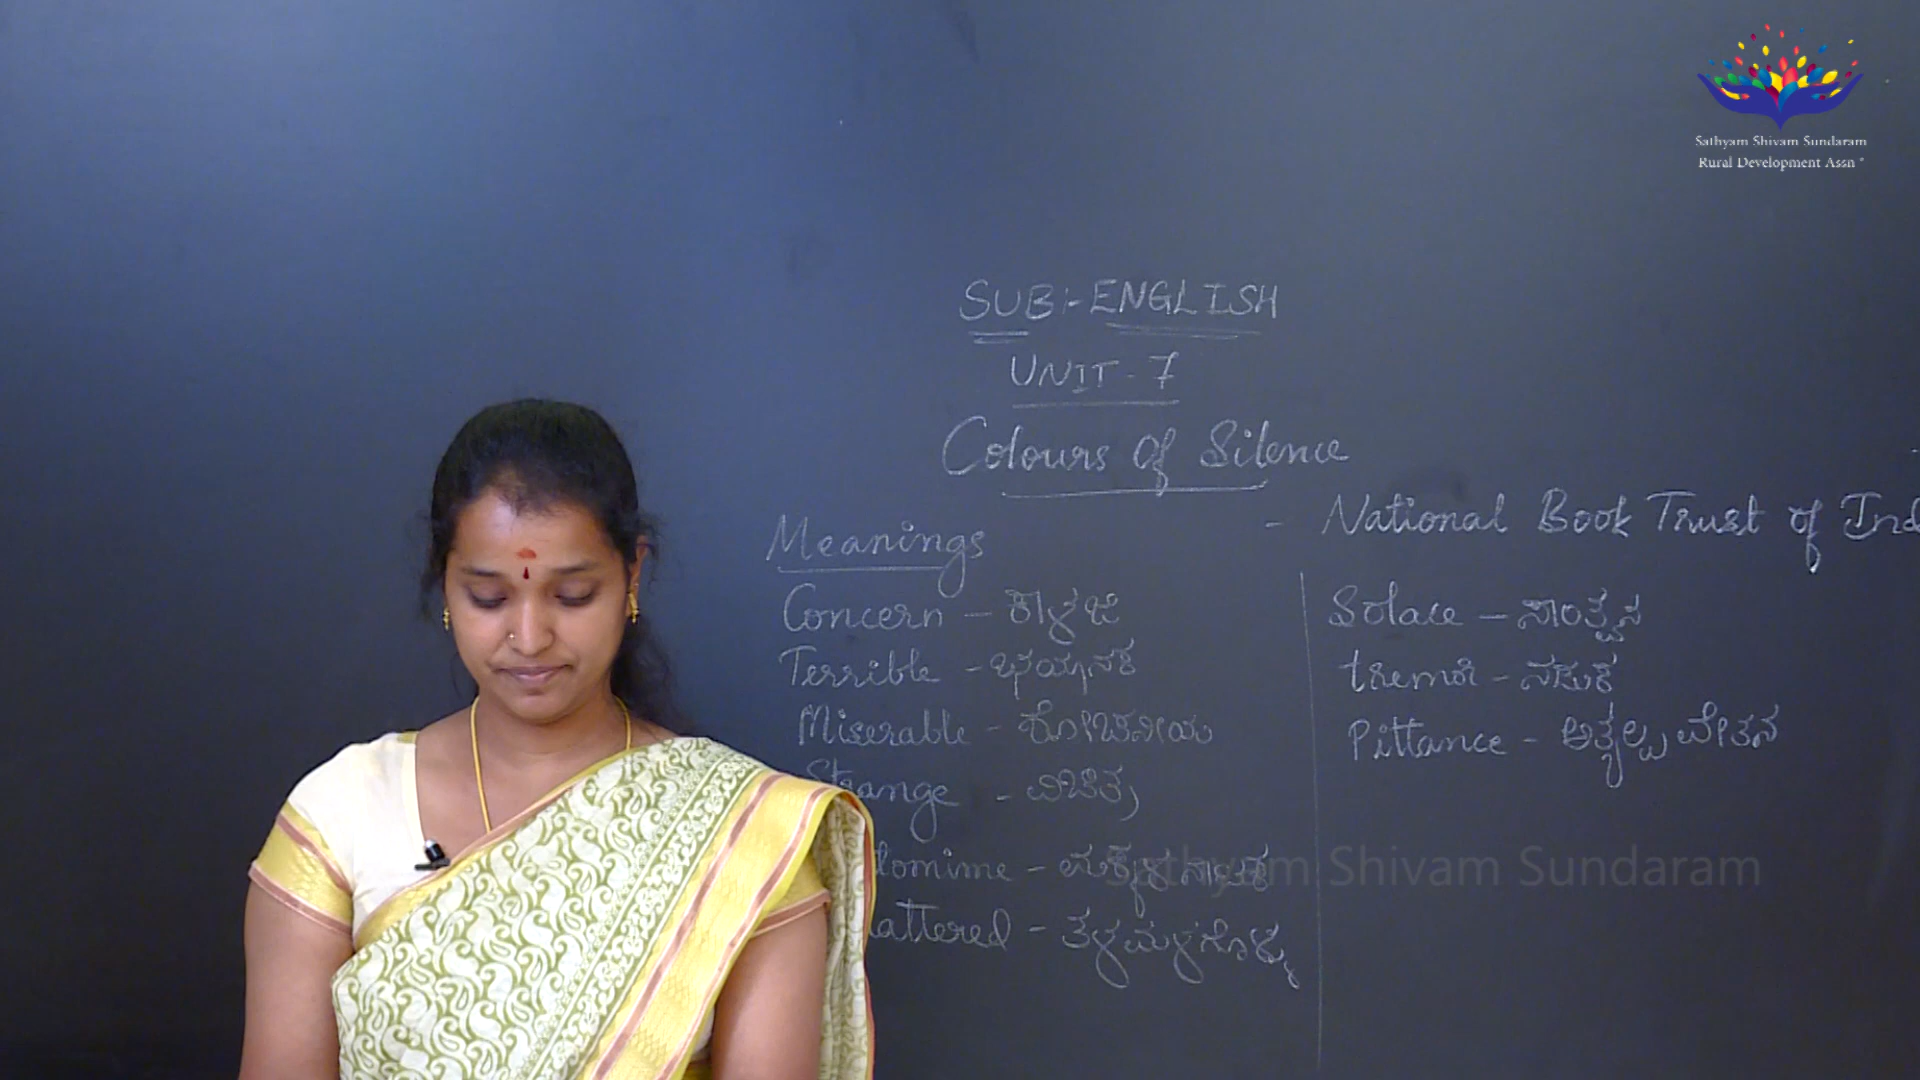 Sathyam Shivam Sundaram
Rural Development Assn ®
SUB:- ENGLISH
UNIT - 7
Colours Of Silence
- National Book Trust of Ind
Meanings
Concern - ಕಾಳಜಿ
Terrible - ಭಯಾನಕ
Miserable - ಶೋಚನೀಯ
Strange - ವಿಚಿತ್ರ
tomime - ಮೂಕ
attered - ತಳಮಳಗೊಳ್ಳು
Solace - ಸಾಂತ್ವನ
tremor - ನಡುಕ
Pittance - ಅತ್ಯಲ್ಪ ವೇತನ
Sathyam Shivam Sundaram